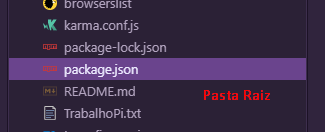 browserslist
karma.conf.js
package-lock.json
package.json
README.md
Pasta Raiz
TrabalhoPi.txt